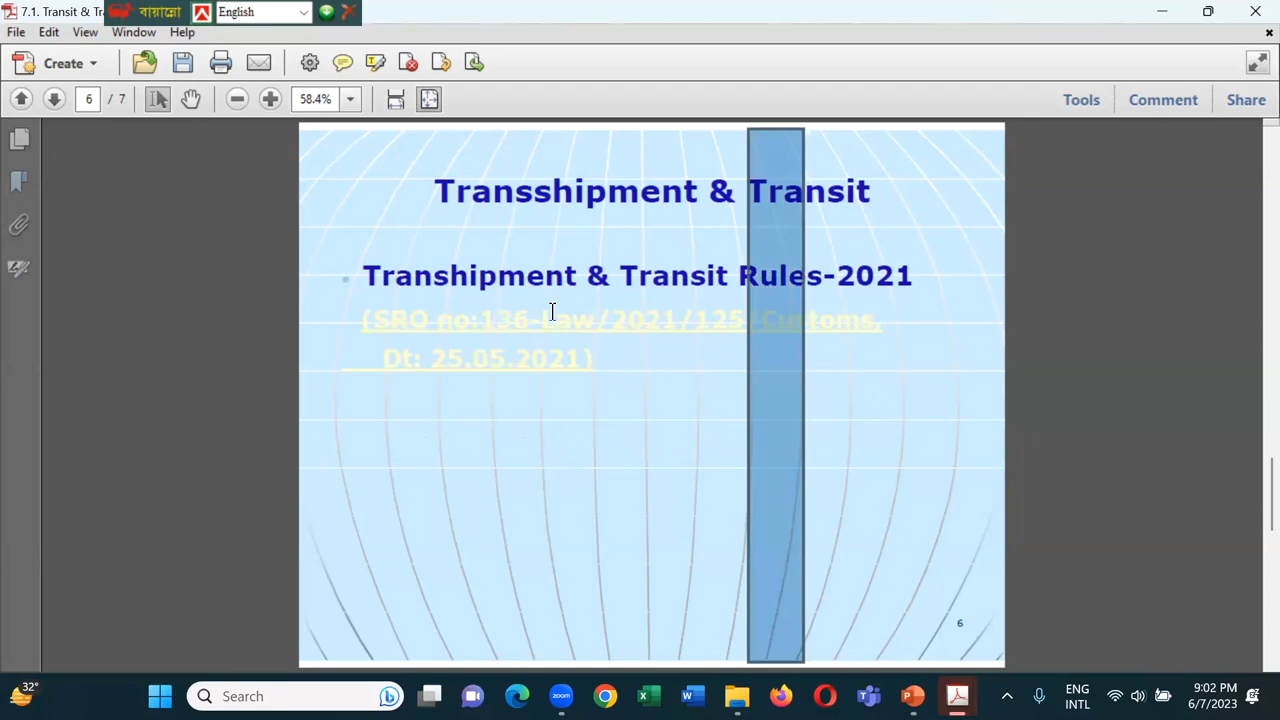 7.1. Transit & Tr
বায়ান্নো
English
File Edit View Window Help
Create
6 / 7
58.4%
Tools Comment Share
Transshipment & Transit
• Transhipment & Transit Rules-2021
(SRO no:136-Law/2021/125/Customs,
Dt: 25.05.2021)
6
32°
Search
ENG
INTL
9:02 PM
6/7/2023